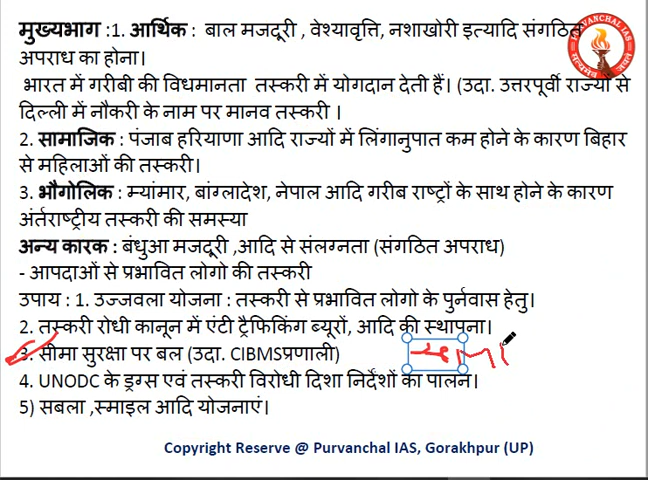 PURVANCHAL IAS
मुख्यभाग :1. आर्थिक : बाल मजदूरी , वेश्यावृत्ति, नशाखोरी इत्यादि संगठित
अपराध का होना।
भारत में गरीबी की विधमानता तस्करी में योगदान देती हैं। (उदा. उत्तरपूर्वी राज्यों से
दिल्ली में नौकरी के नाम पर मानव तस्करी ।
2. सामाजिक : पंजाब हरियाणा आदि राज्यों में लिंगानुपात कम होने के कारण बिहार
से महिलाओं की तस्करी।
3. भौगोलिक : म्यांमार, बांग्लादेश, नेपाल आदि गरीब राष्ट्रों के साथ होने के कारण
अंर्तराष्ट्रीय तस्करी की समस्या
अन्य कारक : बंधुआ मजदूरी ,आदि से संलग्नता (संगठित अपराध)
- आपदाओं से प्रभावित लोगो की तस्करी
उपाय : 1. उज्जवला योजना : तस्करी से प्रभावित लोगो के पुर्नवास हेतु।
2. तस्करी रोधी कानून में एंटी ट्रैफिकिंग ब्यूरों, आदि की स्थापना।
3. सीमा सुरक्षा पर बल (उदा. CIBMSप्रणाली)
4. UNODC के ड्रग्स एवं तस्करी विरोधी दिशा निर्देशों का पालन।
5) सबला ,स्माइल आदि योजनाएं।
Copyright Reserve @ Purvanchal IAS, Gorakhpur (UP)